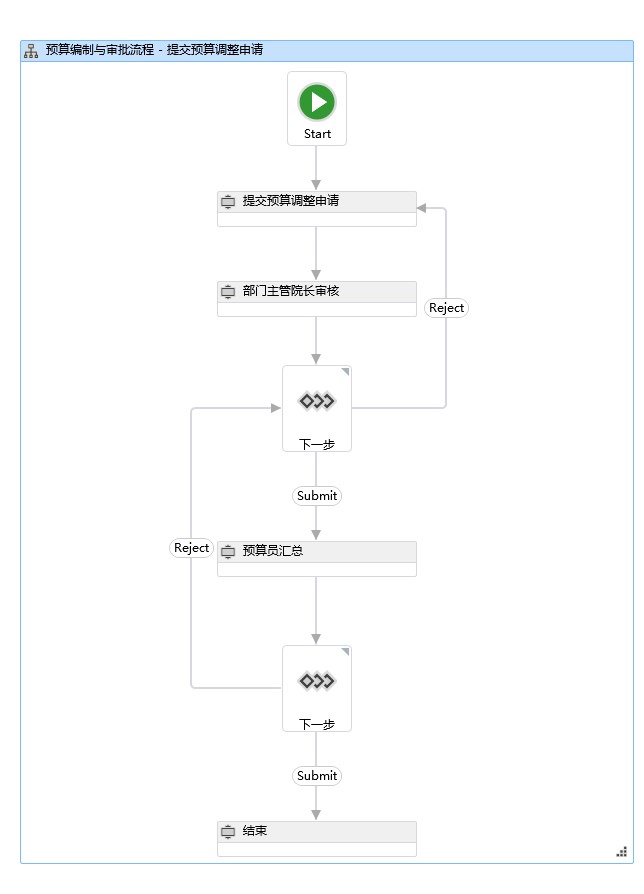 预算编制与审批流程 - 提交预算调整申请
Start
提交预算调整申请
部门主管院长审核
Reject
下一步
Submit
Reject
预算员汇总
下一步
Submit
结束